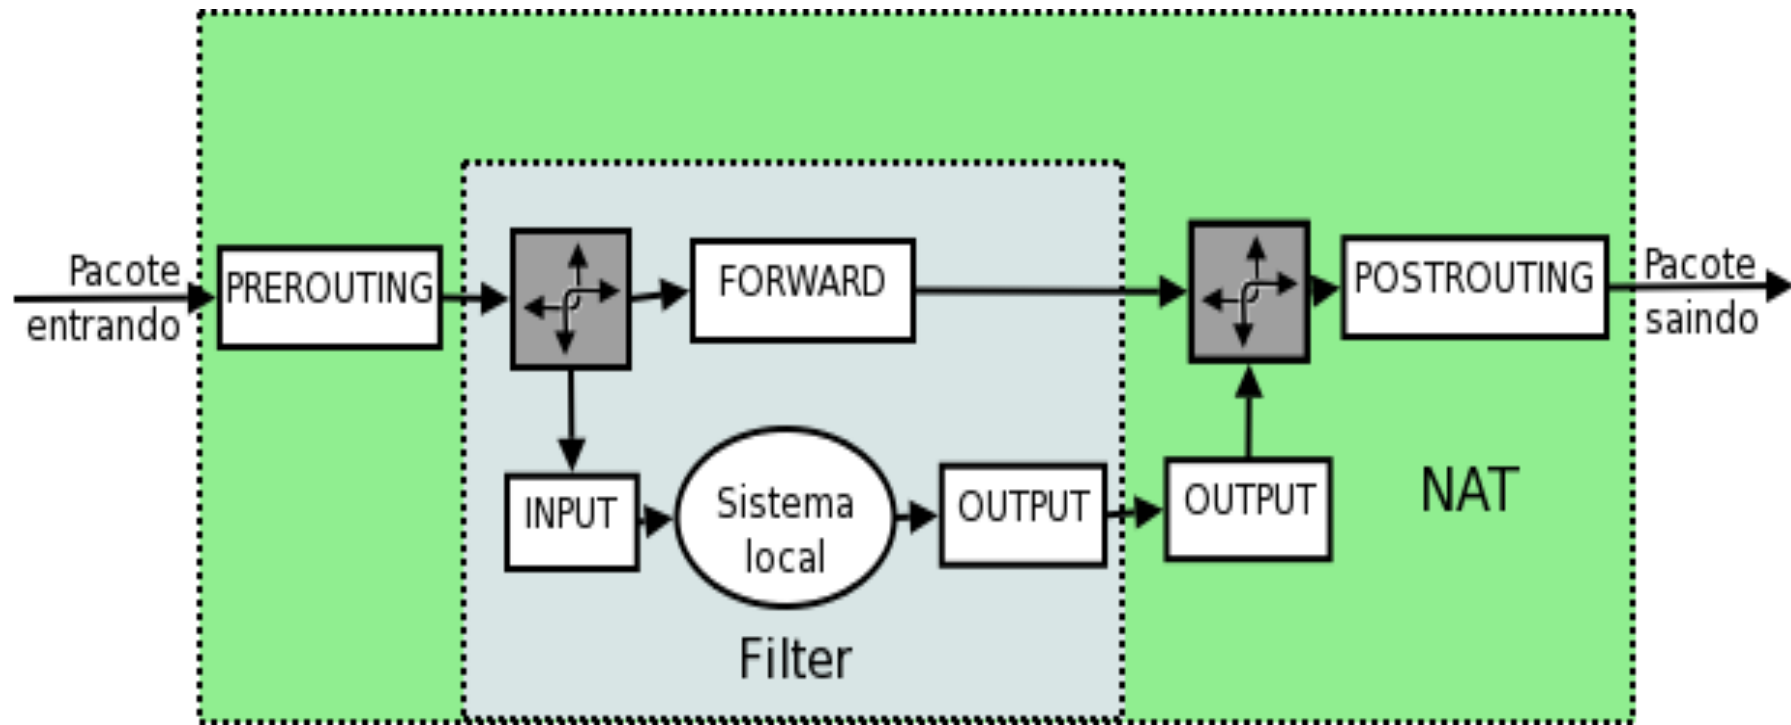 Pacote
entrando
PREROUTING
FORWARD
POSTROUTING
Pacote
saindo
INPUT
Sistema
local
OUTPUT
OUTPUT
NAT
Filter